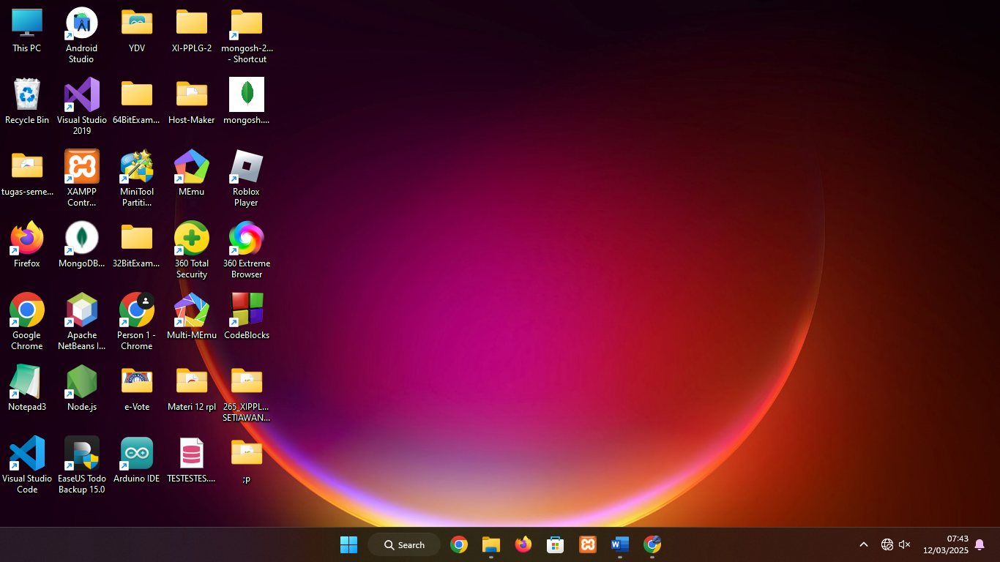 This PC
Android
Studio
YDV
XI-PPLG-2
mongosh-2...
- Shortcut
Recycle Bin
Visual Studio
2019
64BitExam...
Host-Maker
mongosh....
tugas-seme...
XAMPP
Contr...
MiniTool
Partiti...
MEmu
Roblox
Player
Firefox
MongoDB...
32BitExam...
360 Total
Security
360 Extreme
Browser
Google
Chrome
Apache
NetBeans I...
Person 1 -
Chrome
Multi-MEmu
CodeBlocks
Notepad3
Node.js
e-Vote
Materi 12 rpl
265_XIPPL...
SETIAWAN...
Visual Studio
Code
EaseUS Todo
Backup 15.0
Arduino IDE
TESTESTES....
;p
Search
07:43
12/03/2025